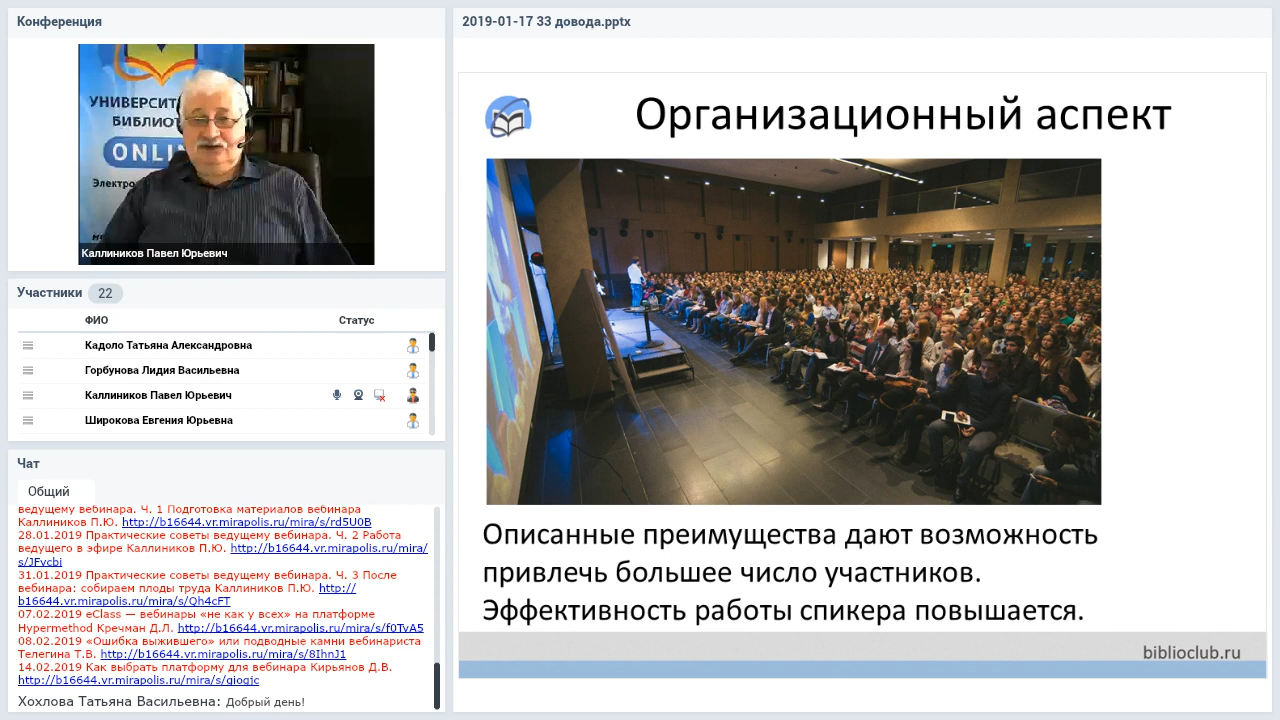 Конференция
УНИВЕРСИТ
БИБЛИОТ
ONLIN
Электро
Каллиников Павел Юрьевич
Участники 22
ФИО Статус
Кадоло Татьяна Александровна
Горбунова Лидия Васильевна
Каллиников Павел Юрьевич
Широкова Евгения Юрьевна
Чат
Общий
ведущему вебинара. Ч. 1 Подготовка материалов вебинара
Каллиников П.Ю. http://b16644.vr.mirapolis.ru/mira/s/rd5U0B
28.01.2019 Практические советы ведущему вебинара. Ч. 2 Работа
ведущего в эфире Каллиников П.Ю. http://b16644.vr.mirapolis.ru/mira/
s/JFvcbi
31.01.2019 Практические советы ведущему вебинара. Ч. 3 После
вебинара: собираем плоды труда Каллиников П.Ю. http://
b16644.vr.mirapolis.ru/mira/s/Qh4cFT
07.02.2019 eClass — вебинары «не как у всех» на платформе
Hypermethod Кречман Д.Л. http://b16644.vr.mirapolis.ru/mira/s/f0TvA5
08.02.2019 «Ошибка выжившего» или подводные камни вебинариста
Телегина Т.В. http://b16644.vr.mirapolis.ru/mira/s/8IhnJ1
14.02.2019 Как выбрать платформу для вебинара Кирьянов Д.В.
http://b16644.vr.mirapolis.ru/mira/s/giogjc
Хохлова Татьяна Васильевна: Добрый день!
2019-01-17 33 довода.pptx
Организационный аспект
Описанные преимущества дают возможность
привлечь большее число участников.
Эффективность работы спикера повышается.
biblioclub.ru